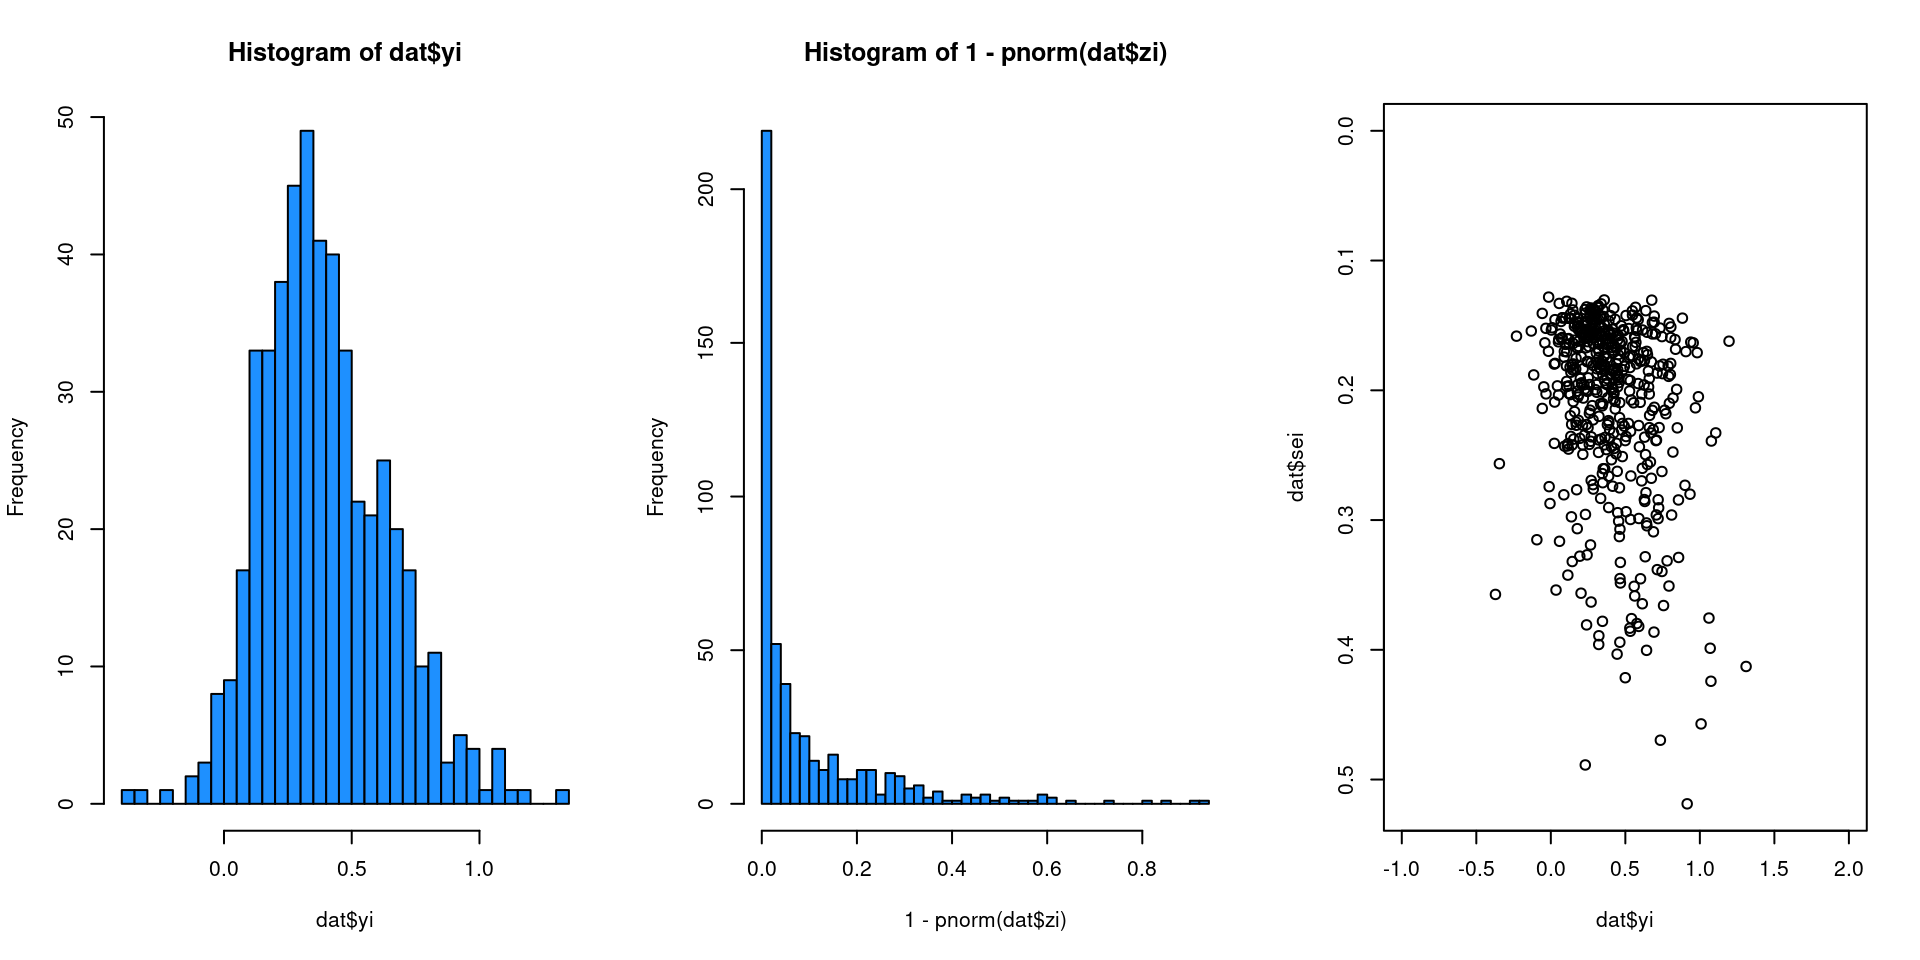 Histogram of dat$yi
Frequency
0
10
20
30
40
50
0.0 0.5 1.0
dat$yi
Histogram of 1 - pnorm(dat$zi)
Frequency
0
50
100
150
200
0.0 0.2 0.4 0.6 0.8
1 - pnorm(dat$zi)
dat$sei
0.0
0.1
0.2
0.3
0.4
0.5
-1.0 -0.5 0.0 0.5 1.0 1.5 2.0
dat$yi